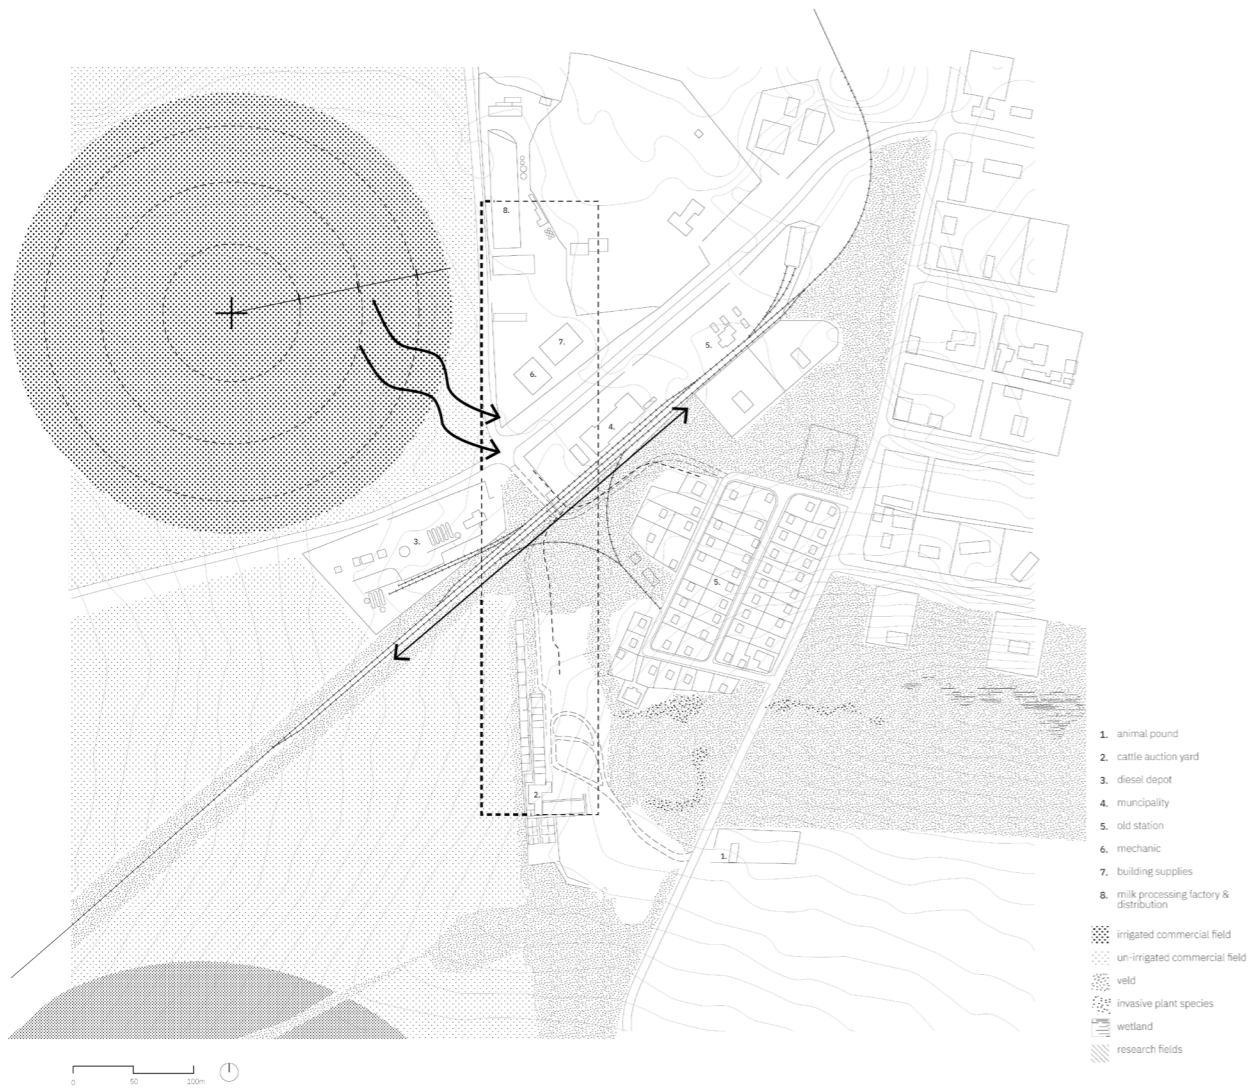 8.
7.
6.
5.
4.
3.
5.
2.
1.
1. animal pound
2. cattle auction yard
3. diesel depot
4. muncipality
5. old station
6. mechanic
7. building supplies
8. milk processing factory &
distribution
irrigated commercial field
un-irrigated commercial field
veld
invasive plant species
wetland
research fields
0 50 100m